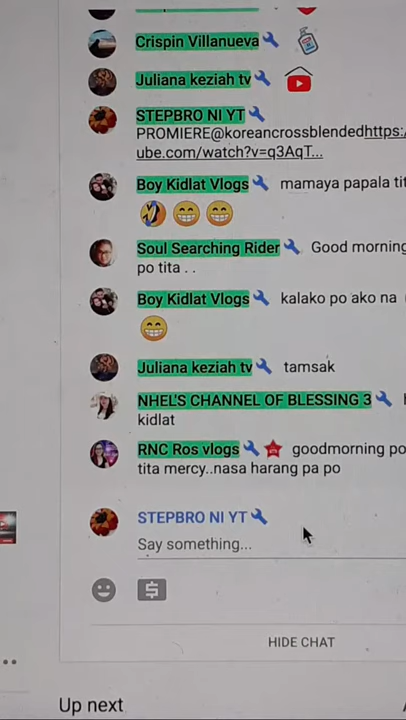 Crispin Villanueva
Juliana keziah tv
STEPBRO NI YT
PROMIERE@koreancrossblendedhttps:/
ube.com/watch?v=q3AqT...
Boy Kidlat Vlogs mamaya papala tit
Soul Searching Rider Good morning
po tita . .
Boy Kidlat Vlogs kalako po ako na
Juliana keziah tv tamsak
NHEL'S CHANNEL OF BLESSING 3
kidlat
RNC Ros vlogs goodmorning po
tita mercy..nasa harang pa po
STEPBRO NI YT
Say something...
HIDE CHAT
Up next